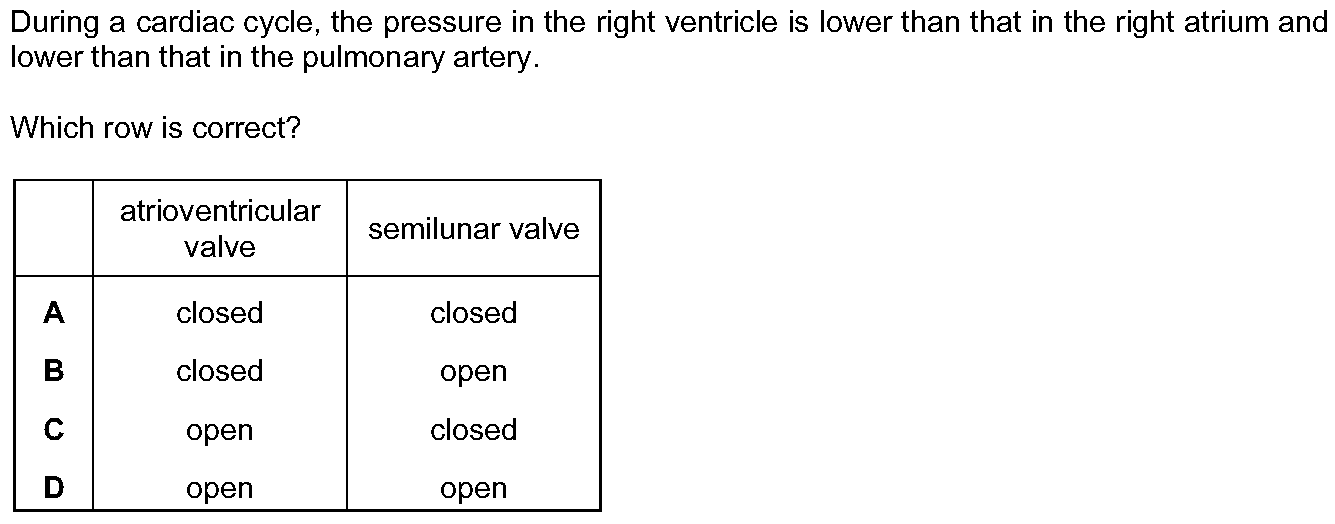 During a cardiac cycle, the pressure in the right ventricle is lower than that in the right atrium and
lower than that in the pulmonary artery.
Which row is correct?
atrioventricular
valve
semilunar valve
A closed closed
B closed open
C open closed
D open open